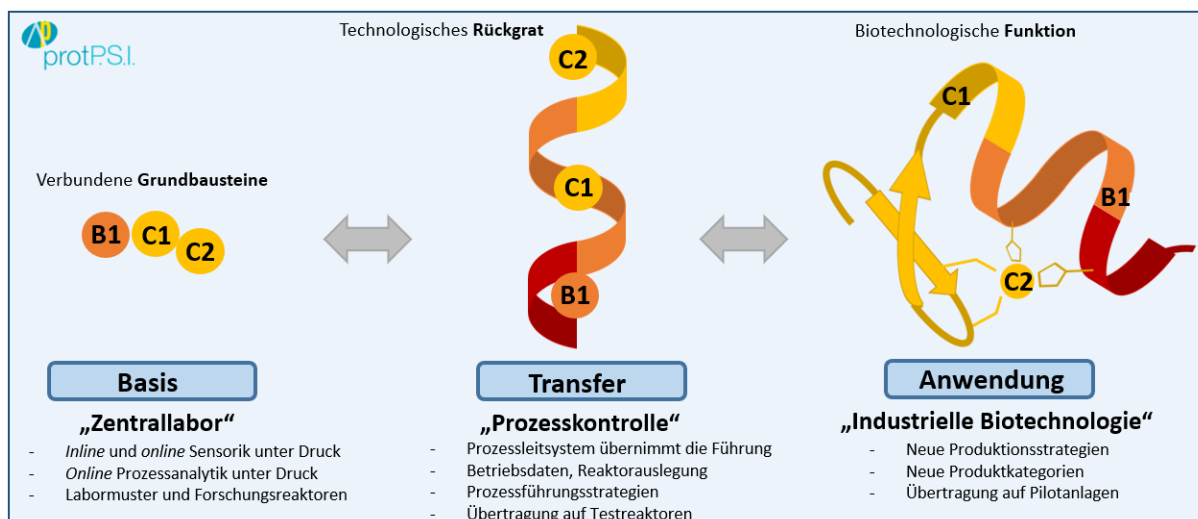 protP.S.I.
Verbundene Grundbausteine
B1 C1 C2
Basis
„Zentrallabor“
- Inline und online Sensorik unter Druck
- Online Prozessanalytik unter Druck
- Labormuster und Forschungsreaktoren
Technologisches Rückgrat
C2
C1
B1
Transfer
„Prozesskontrolle“
- Prozessleitsystem übernimmt die Führung
- Betriebsdaten, Reaktorauslegung
- Prozessführungsstrategien
- Übertragung auf Testreaktoren
Biotechnologische Funktion
C1
B1
C2
Anwendung
„Industrielle Biotechnologie“
- Neue Produktionsstrategien
- Neue Produktkategorien
- Übertragung auf Pilotanlagen